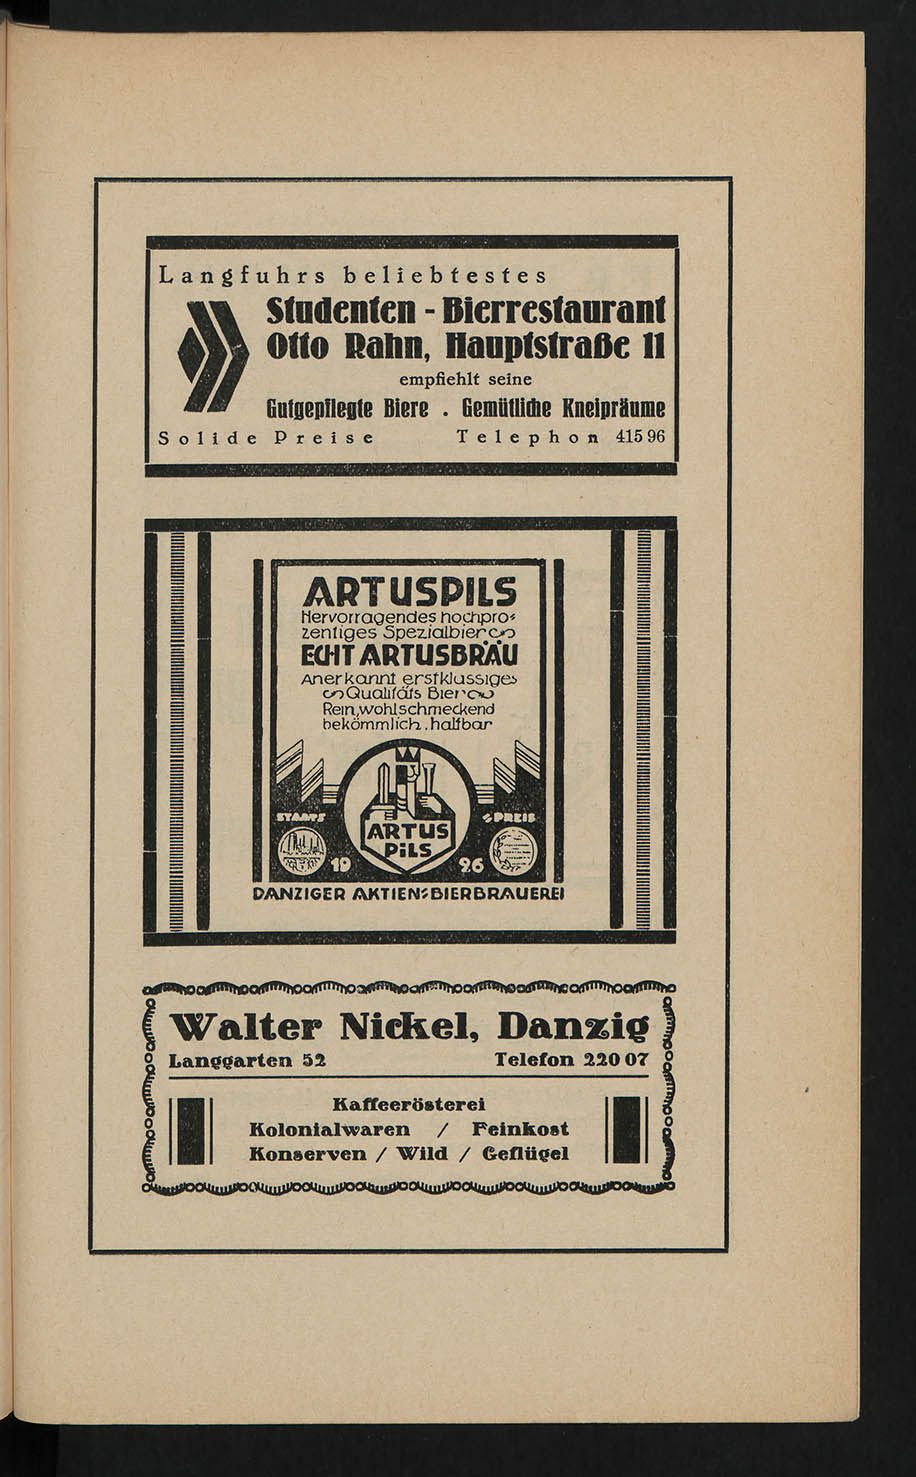 Langfuhrs beliebtestes
Studenten - Bierrestaurant
Otto Rahn, Hauptstraße 11
empfiehlt seine
Gutgepflegte Biere . Gemütliche Kneipräume
Solide Preise Telephon 415 96
ARTUSPILS
Hervorragendes hochpro⸗
zentiges Spezialbier
ECHT ARTUSBRÄU
Anerkannt erstklassiges
Qualitäts Bier
Rein, wohlschmeckend
bekömmlich, haltbar
STAATS PREIS
ARTUS
PILS
19 26
DANZIGER AKTIEN⸗BIERBRAUEREI
Walter Nickel, Danzig
Langgarten 52 Telefon 220 07
Kaffeerösterei
Kolonialwaren / Feinkost
Konserven / Wild / Geflügel